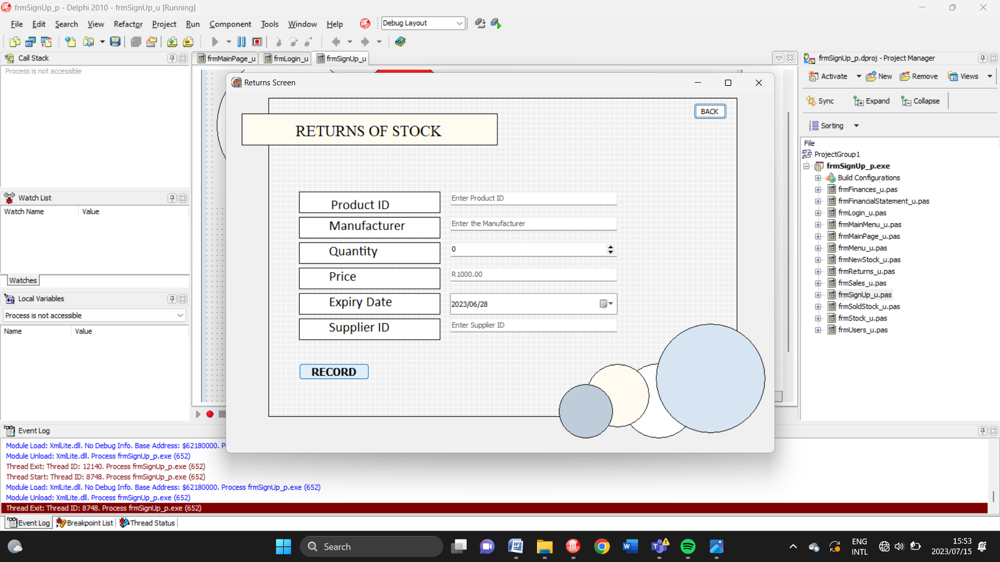 frmSignUp_p - Delphi 2010 - frmSignUp_u [Running]
File Edit Search View Refactor Project Run Component Tools Window Help
Debug Layout
Call Stack
Process is not accessible
frmMainPage_u frmLogin_u frmSignUp_u
frmSignUp_p.dproj - Project Manager
Activate New Remove Views
Sync Expand Collapse
Sorting
File
ProjectGroup1
frmSignUp_p.exe
Build Configurations
frmFinances_u.pas
frmFinancialStatement_u.pas
frmLogin_u.pas
frmMainMenu_u.pas
frmMainPage_u.pas
frmMenu_u.pas
frmNewStock_u.pas
frmReturns_u.pas
frmSales_u.pas
frmSignUp_u.pas
frmSoldStock_u.pas
frmStock_u.pas
frmUsers_u.pas
Returns Screen
BACK
RETURNS OF STOCK
Product ID Enter Product ID
Manufacturer Enter the Manufacturer
Quantity 0
Price R1000.00
Expiry Date 2023/06/28
Supplier ID Enter Supplier ID
RECORD
Watch List
Watch Name Value
Watches
Local Variables
Process is not accessible
Name Value
Event Log
Module Load: XmlLite.dll. No Debug Info. Base Address: $62180000. P
Module Unload: XmlLite.dll. Process frmSignUp_p.exe (652)
Thread Exit: Thread ID: 12140. Process frmSignUp_p.exe (652)
Thread Start: Thread ID: 8748. Process frmSignUp_p.exe (652)
Module Load: XmlLite.dll. No Debug Info. Base Address: $62180000. Process frmSignUp_p.exe (652)
Module Unload: XmlLite.dll. Process frmSignUp_p.exe (652)
Thread Exit: Thread ID: 8748. Process frmSignUp_p.exe (652)
Event Log Breakpoint List Thread Status
Search
ENG
INTL
15:53
2023/07/15